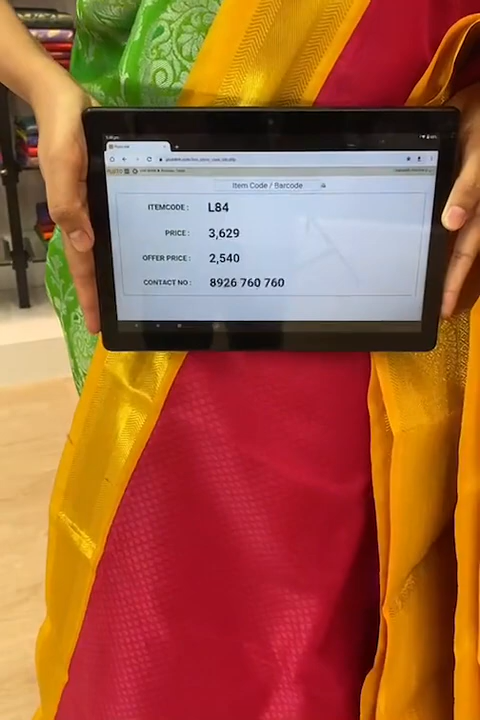 Item Code / Barcode
ITEMCODE : L84
PRICE : 3,629
OFFER PRICE : 2,540
CONTACT NO : 8926 760 760